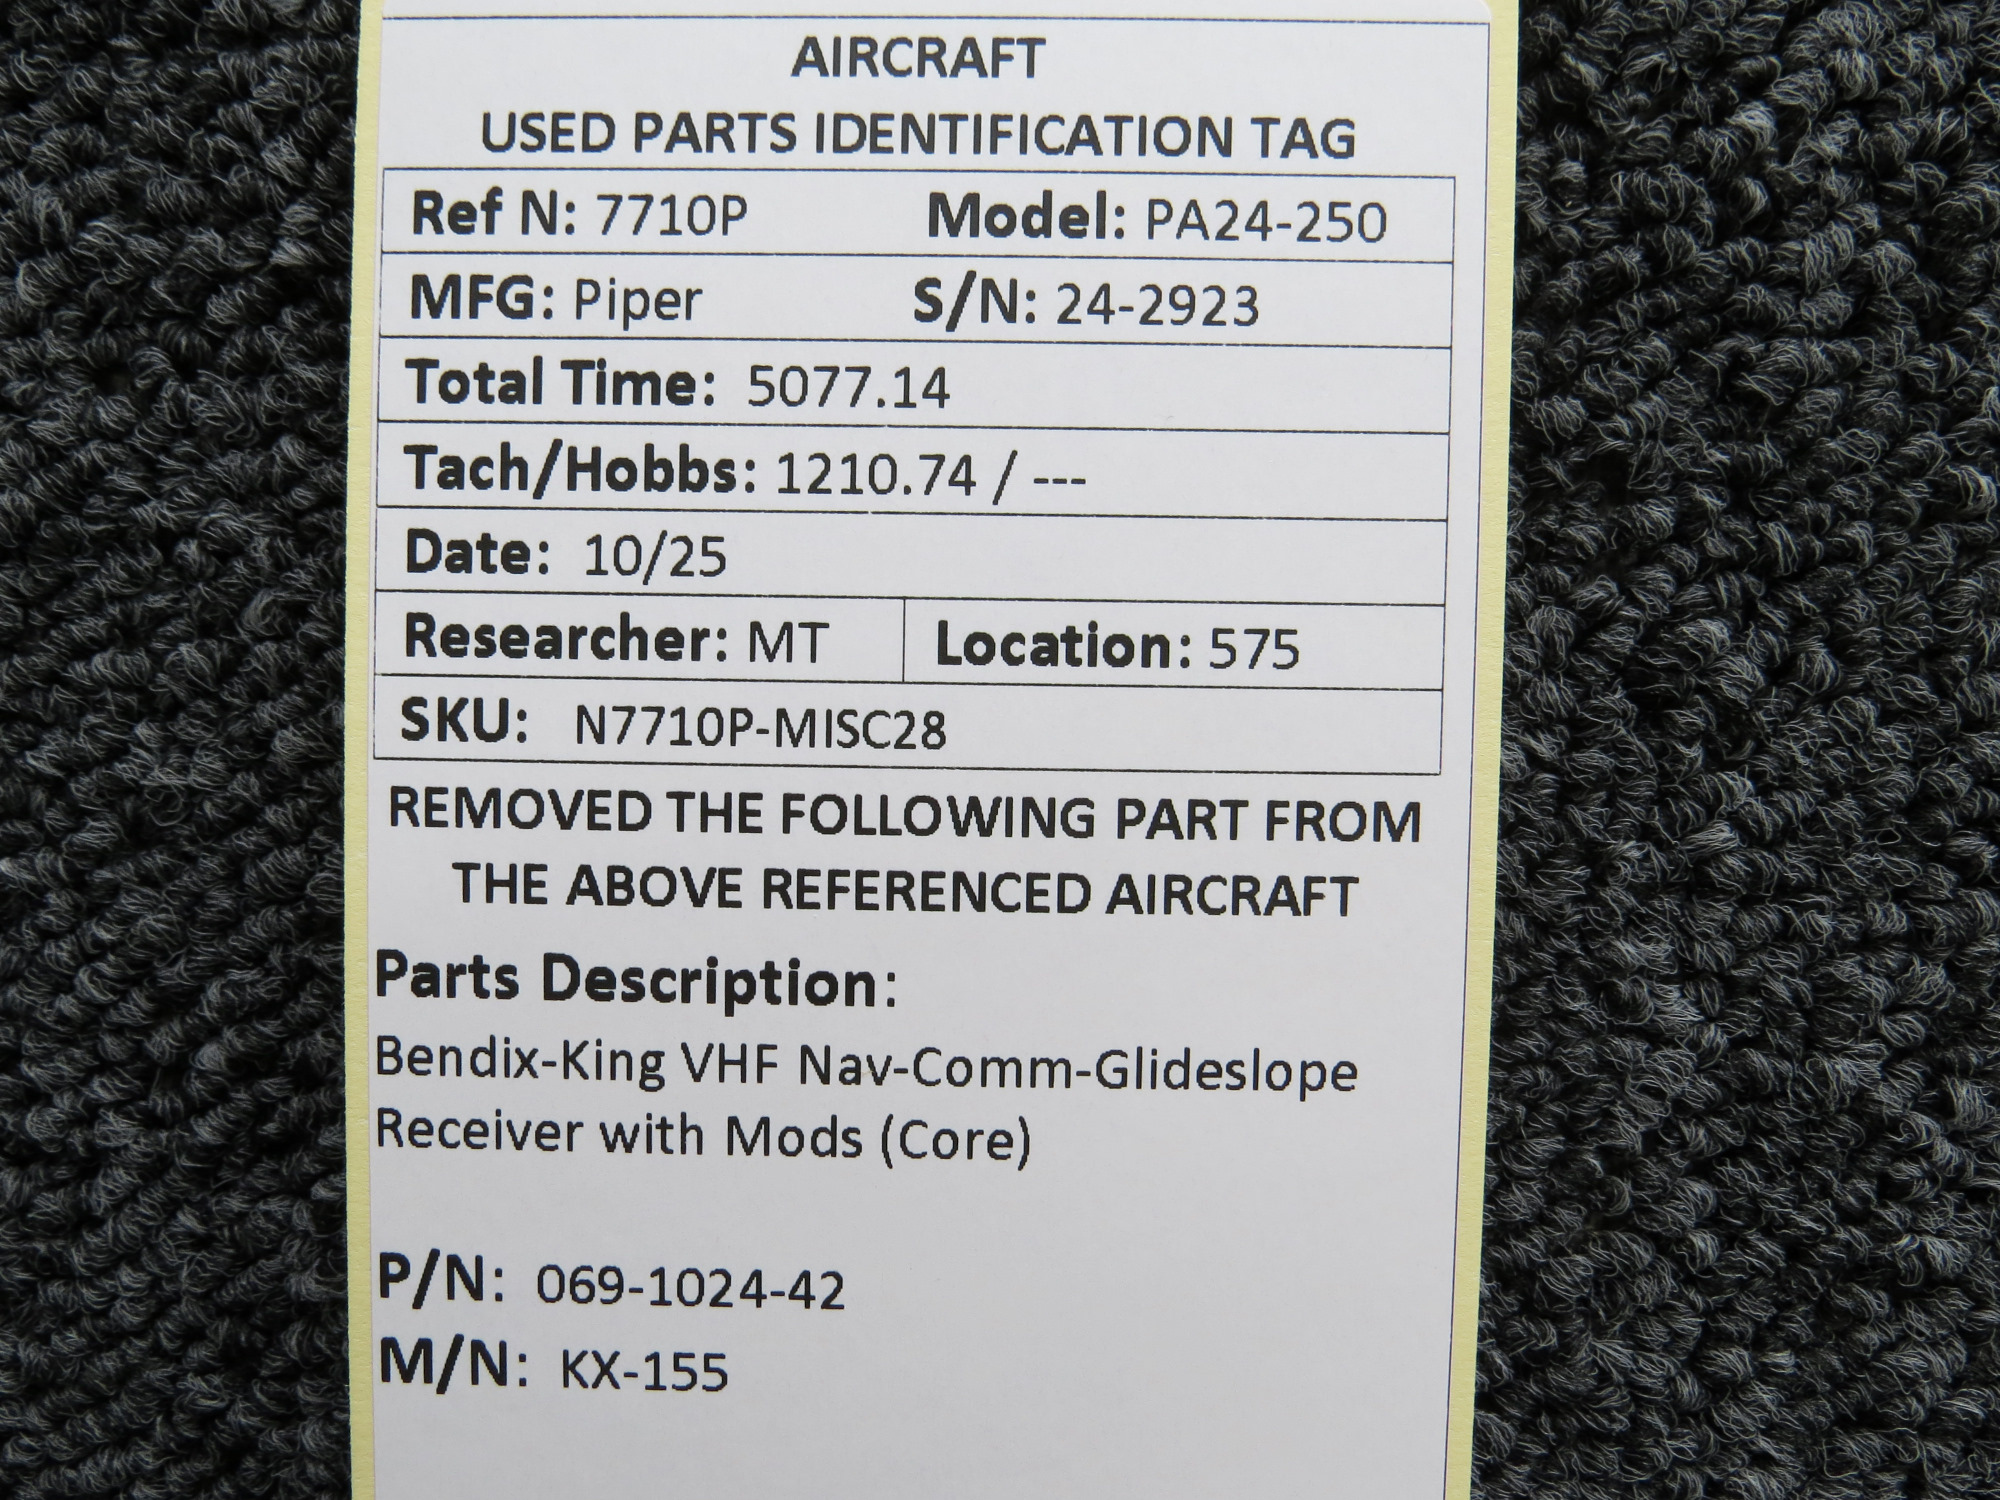 AIRCRAFT
USED PARTS IDENTIFICATION TAG
Ref N: 7710P Model: PA24-250
MFG: Piper S/N: 24-2923
Total Time: 5077.14
Tach/Hobbs: 1210.74 / ---
Date: 10/25
Researcher: MT Location: 575
SKU: N7710P-MISC28
REMOVED THE FOLLOWING PART FROM
THE ABOVE REFERENCED AIRCRAFT
Parts Description:
Bendix-King VHF Nav-Comm-Glideslope
Receiver with Mods (Core)
P/N: 069-1024-42
M/N: KX-155